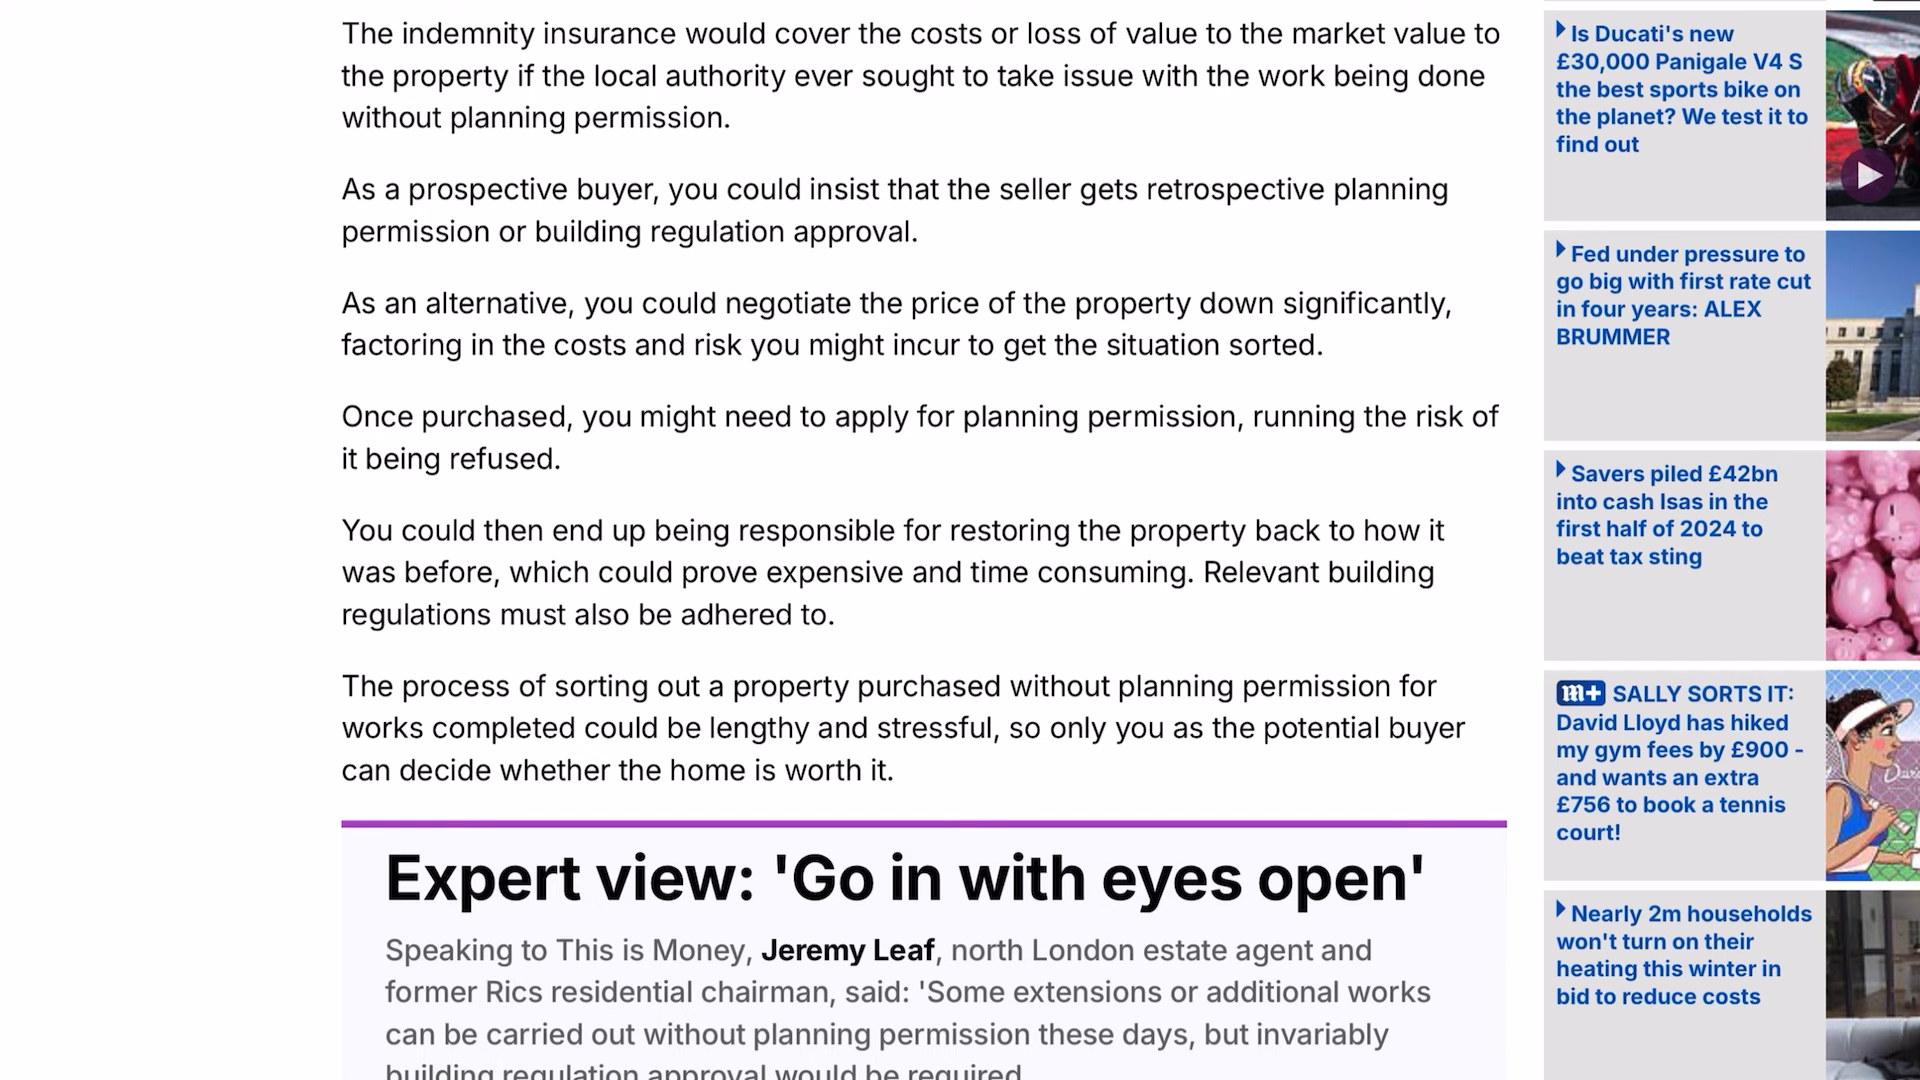 The indemnity insurance would cover the costs or loss of value to the market value to
the property if the local authority ever sought to take issue with the work being done
without planning permission.
As a prospective buyer, you could insist that the seller gets retrospective planning
permission or building regulation approval.
As an alternative, you could negotiate the price of the property down significantly,
factoring in the costs and risk you might incur to get the situation sorted.
Once purchased, you might need to apply for planning permission, running the risk of
it being refused.
You could then end up being responsible for restoring the property back to how it
was before, which could prove expensive and time consuming. Relevant building
regulations must also be adhered to.
The process of sorting out a property purchased without planning permission for
works completed could be lengthy and stressful, so only you as the potential buyer
can decide whether the home is worth it.
Expert view: 'Go in with eyes open'
Speaking to This is Money, Jeremy Leaf, north London estate agent and
former Rics residential chairman, said: 'Some extensions or additional works
can be carried out without planning permission these days, but invariably
building regulation approval would be required
Is Ducati's new
£30,000 Panigale V4 S
the best sports bike on
the planet? We test it to
find out
Fed under pressure to
go big with first rate cut
in four years: ALEX
BRUMMER
Savers piled £42bn
into cash Isas in the
first half of 2024 to
beat tax sting
m+ SALLY SORTS IT:
David Lloyd has hiked
my gym fees by £900 -
and wants an extra
£756 to book a tennis
court!
Nearly 2m households
won't turn on their
heating this winter in
bid to reduce costs